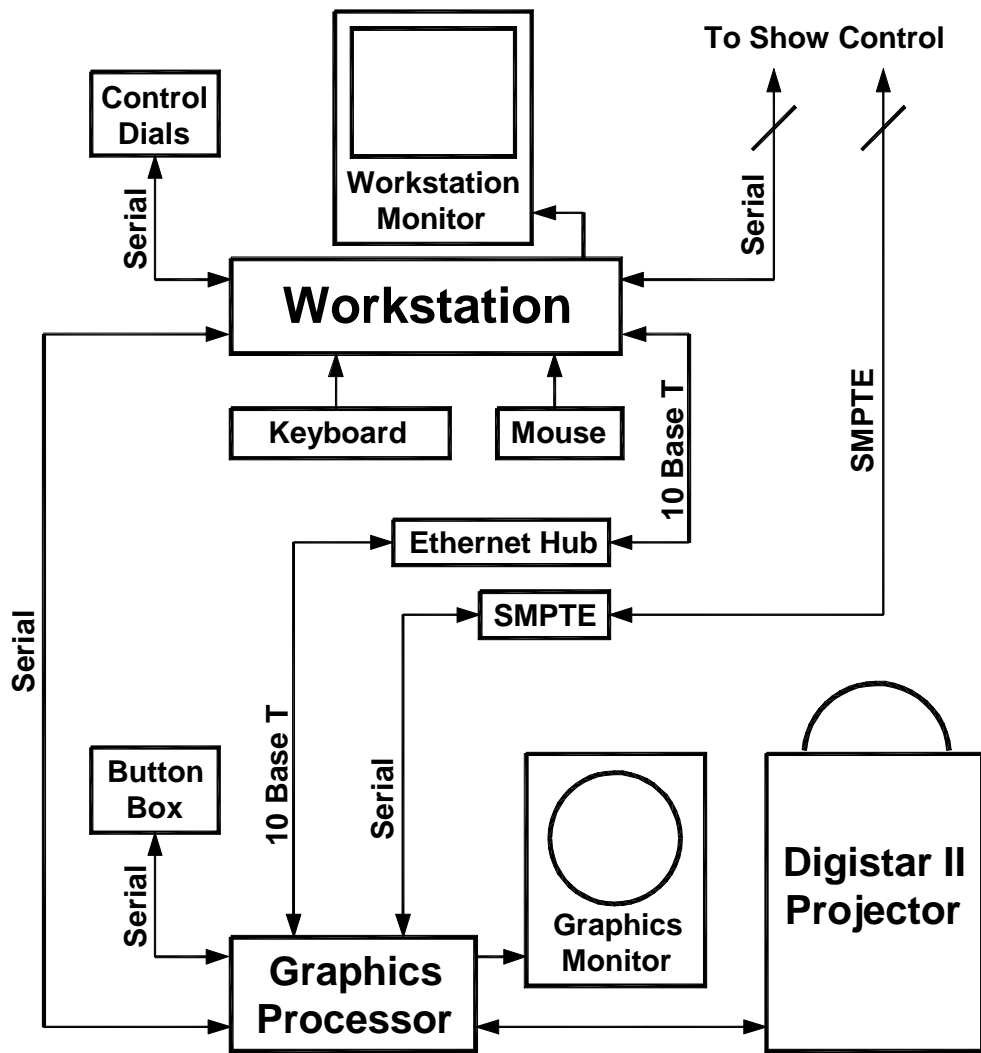 To Show Control
Control
Dials
Workstation
Monitor
Serial
Serial
Workstation
Keyboard
Mouse
10 Base T
SMPTE
Ethernet Hub
SMPTE
Serial
10 Base T
Serial
Button
Box
Serial
Graphics
Monitor
Digistar II
Projector
Graphics
Processor